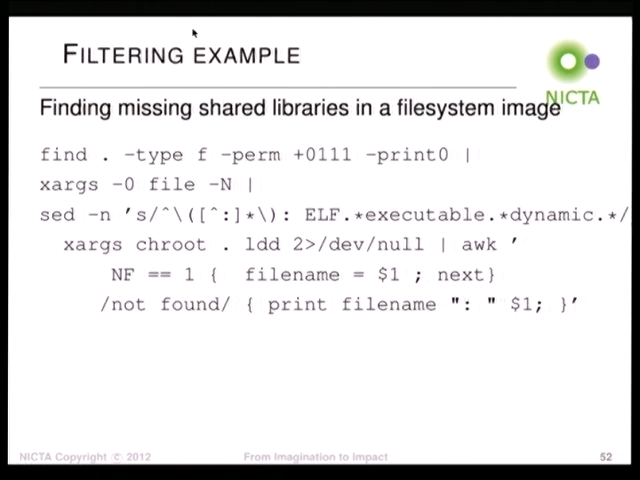 FILTERING EXAMPLE
NICTA
Finding missing shared libraries in a filesystem image
find . -type f -perm +0111 -print0 |
xargs -0 file -N |
sed -n 's/^\([^:]*\): ELF.*executable.*dynamic.*/
xargs chroot . ldd 2>/dev/null | awk '
NF == 1 { filename = $1 ; next}
/not found/ { print filename ": " $1; }'
NICTA Copyright © 2012
From Imagination to Impact
52